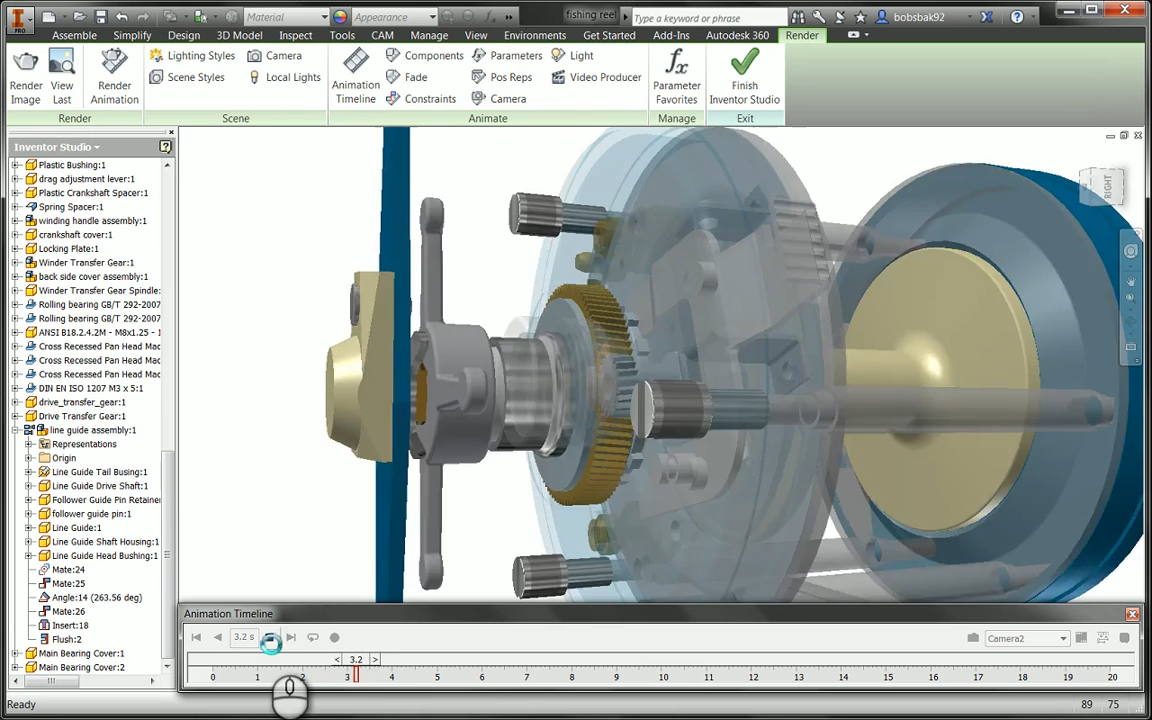 PRO
Material
Appearance
fishing reel
Type a keyword or phrase
bobsbak92
Assemble Simplify Design 3D Model Inspect Tools CAM Manage View Environments Get Started Add-Ins Autodesk 360 Render
Render Image
View Last
Render Animation
Lighting Styles
Camera
Scene Styles
Local Lights
Animation Timeline
Components
Parameters
Light
Fade
Pos Reps
Video Producer
Constraints
Camera
Parameter Favorites
Finish Inventor Studio
Render Scene Animate Manage Exit
Inventor Studio
Plastic Bushing:1
drag adjustment lever:1
Plastic Crankshaft Spacer:1
Spring Spacer:1
winding handle assembly:1
crankshaft cover:1
Locking Plate:1
Winder Transfer Gear:1
back side cover assembly:1
Winder Transfer Gear Spindle:
Rolling bearing GB/T 292-2007
Rolling bearing GB/T 292-2007
ANSI B18.2.4.2M - M8x1.25 - 1
Cross Recessed Pan Head Mac
Cross Recessed Pan Head Mac
Cross Recessed Pan Head Mac
DIN EN ISO 1207 M3 x 5:1
drive_transfer_gear:1
Drive Transfer Gear:1
line guide assembly:1
Representations
Origin
Line Guide Tail Busing:1
Line Guide Drive Shaft:1
Follower Guide Pin Retainer
follower guide pin:1
Line Guide:1
Line Guide Shaft Housing:1
Line Guide Head Bushing:1
Mate:24
Mate:25
Angle:14 (263.56 deg)
Mate:26
Insert:18
Flush:2
Main Bearing Cover:1
Main Bearing Cover:2
RIGHT
Animation Timeline
3.2 s
Camera2
< 3.2 >
0 1 2 3 4 5 6 7 8 9 10 11 12 13 14 15 16 17 18 19 20
Ready
89 75